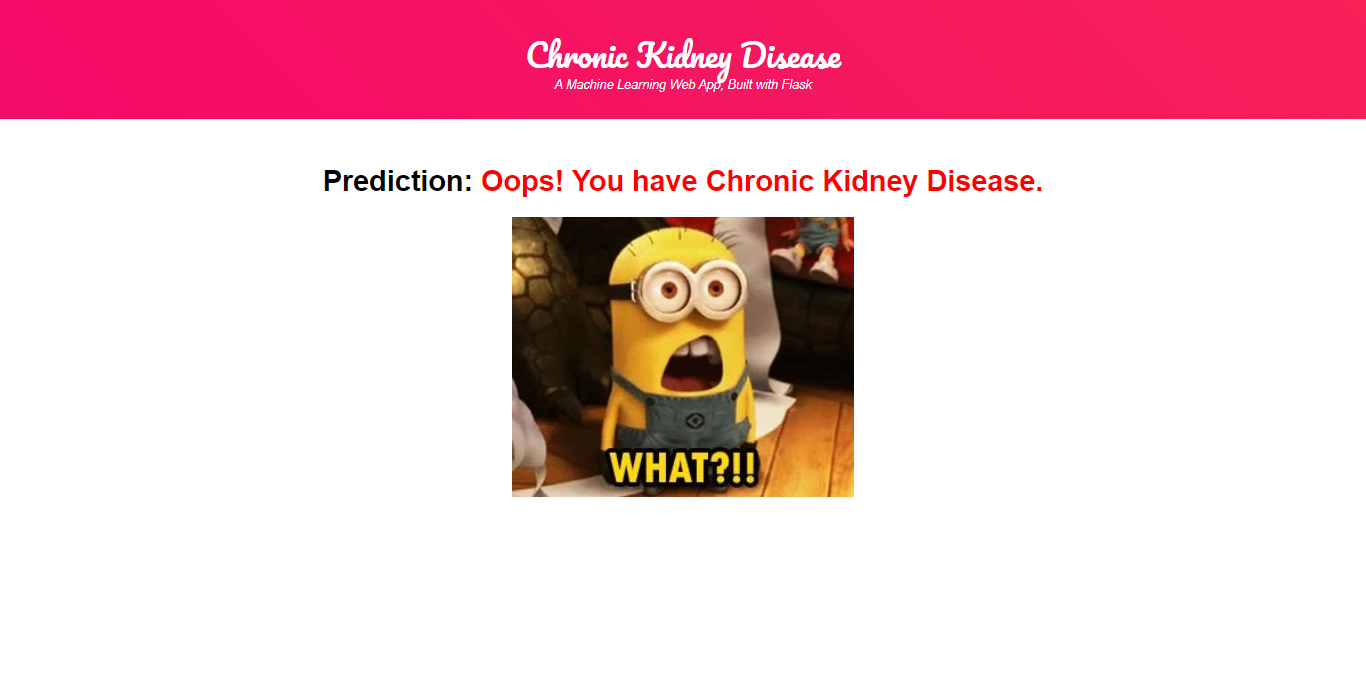 Chronic Kidney Disease
A Machine Learning Web App, Built with Flask
Prediction: Oops! You have Chronic Kidney Disease.
WHAT?!!